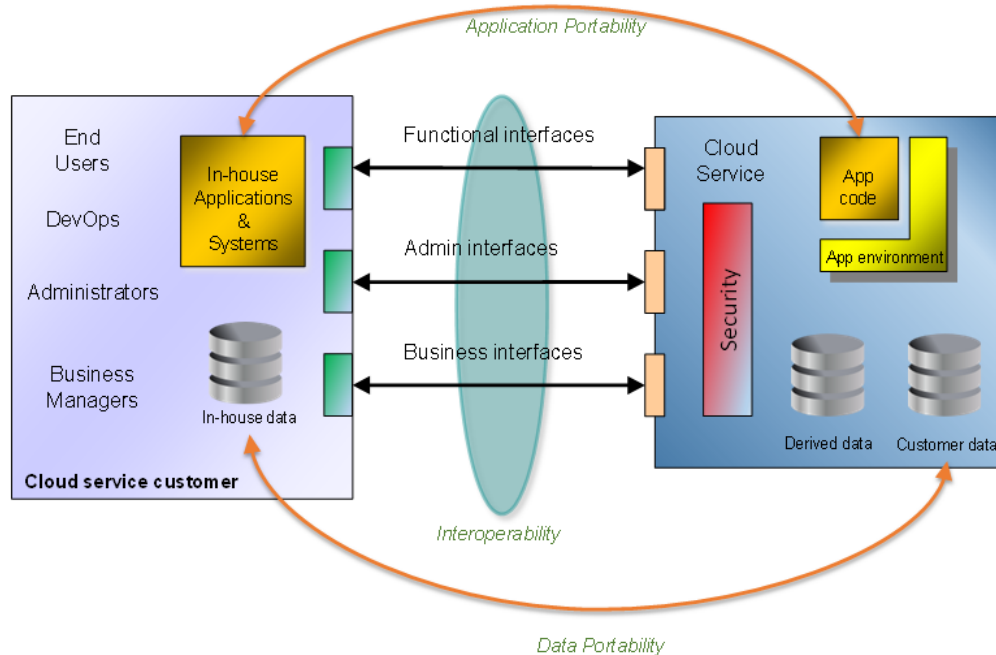 Application Portability
End
Users
DevOps
Administrators
Business
Managers
In-house
Applications
&
Systems
In-house data
Cloud service customer
Functional interfaces
Admin interfaces
Business interfaces
Interoperability
Cloud
Service
Security
App
code
App environment
Derived data
Customer data
Data Portability